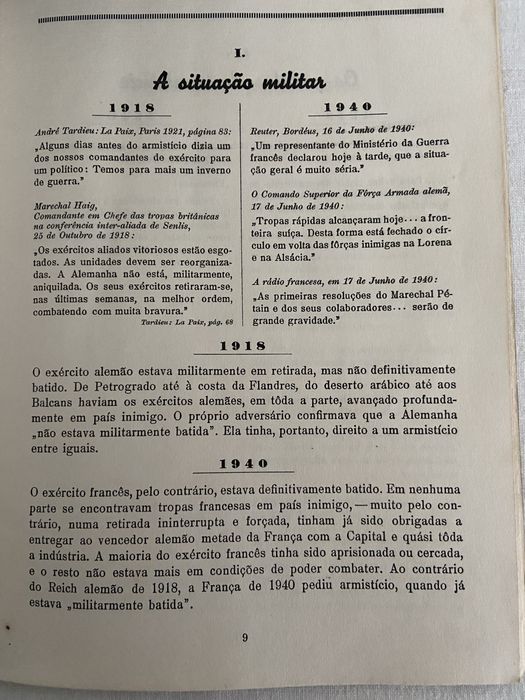 I.
A situação militar
1918
André Tardieu: La Paix, Paris 1921, página 83:
„Alguns dias antes do armistício dizia um
dos nossos comandantes de exército para
um político: Temos para mais um inverno
de guerra."
Marechal Haig,
Comandante em Chefe das tropas britânicas
na conferência inter-aliada de Senlis,
25 de Outubro de 1918:
„Os exércitos aliados vitoriosos estão esgo-
tados. As unidades devem ser reorganiza-
das. A Alemanha não está, militarmente,
aniquilada. Os seus exércitos retiraram-se,
nas últimas semanas, na melhor ordem,
combatendo com muita bravura."
Tardieu: La Paix, pág. 68
1940
Reuter, Bordéus, 16 de Junho de 1940:
„Um representante do Ministério da Guerra
francês declarou hoje à tarde, que a situa-
ção geral é muito séria."
O Comando Superior da Fôrça Armada alemã,
17 de Junho de 1940:
„Tropas rápidas alcançaram hoje... a fron-
teira suíça. Desta forma está fechado o cír-
culo em volta das fôrças inimigas na Lorena
e na Alsácia."
A rádio francesa, em 17 de Junho de 1940:
„As primeiras resoluções do Marechal Pé-
tain e dos seus colaboradores... serão de
grande gravidade."
1918
O exército alemão estava militarmente em retirada, mas não definitivamente
batido. De Petrogrado até à costa da Flandres, do deserto arábico até aos
Balcans haviam os exércitos alemães, em tôda a parte, avançado profunda-
mente em país inimigo. O próprio adversário confirmava que a Alemanha
„não estava militarmente batida". Ela tinha, portanto, direito a um armistício
entre iguais.
1940
O exército francês, pelo contrário, estava definitivamente batido. Em nenhuma
parte se encontravam tropas francesas em país inimigo, — muito pelo con-
trário, numa retirada ininterrupta e forçada, tinham já sido obrigadas a
entregar ao vencedor alemão metade da França com a Capital e quási tôda
a indústria. A maioria do exército francês tinha sido aprisionada ou cercada,
e o resto não estava mais em condições de poder combater. Ao contrário
do Reich alemão de 1918, a França de 1940 pediu armistício, quando já
estava „militarmente batida".
9